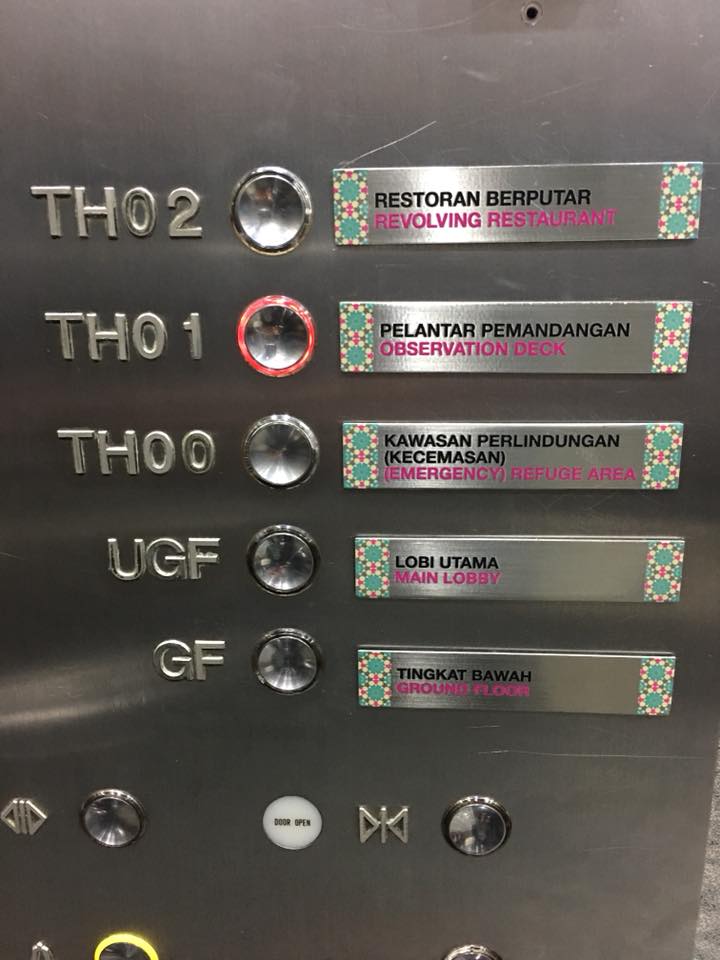 TH02
RESTORAN BERPUTAR
REVOLVING RESTAURANT
TH01
PELANTAR PEMANDANGAN
OBSERVATION DECK
TH00
KAWASAN PERLINDUNGAN
(KECEMASAN)
(EMERGENCY) REFUGE AREA
UGF
LOBI UTAMA
MAIN LOBBY
GF
TINGKAT BAWAH
GROUND FLOOR
DOOR OPEN